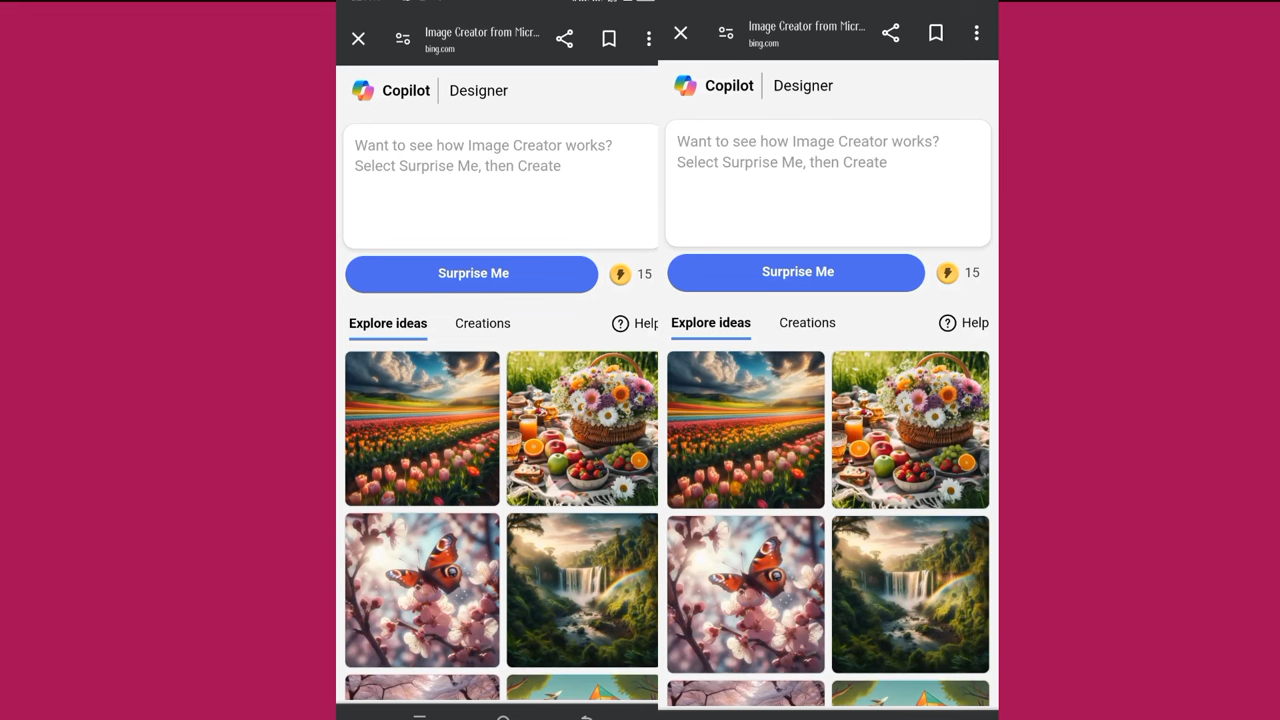 Image Creator from Micr...
bing.com
Copilot
Designer
Want to see how Image Creator works?
Select Surprise Me, then Create
Surprise Me
15
Explore ideas
Creations
Help
Image Creator from Micr...
bing.com
Copilot
Designer
Want to see how Image Creator works?
Select Surprise Me, then Create
Surprise Me
15
Explore ideas
Creations
Help